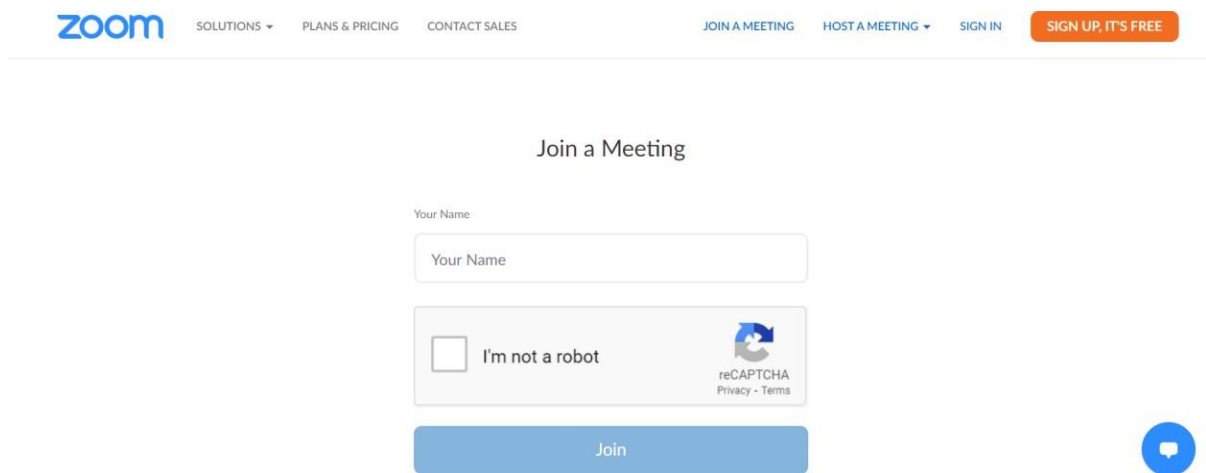 zoom SOLUTIONS PLANS & PRICING CONTACT SALES JOIN A MEETING HOST A MEETING SIGN IN SIGN UP, IT'S FREE
Join a Meeting
Your Name
Your Name
I'm not a robot
reCAPTCHA
Privacy - Terms
Join